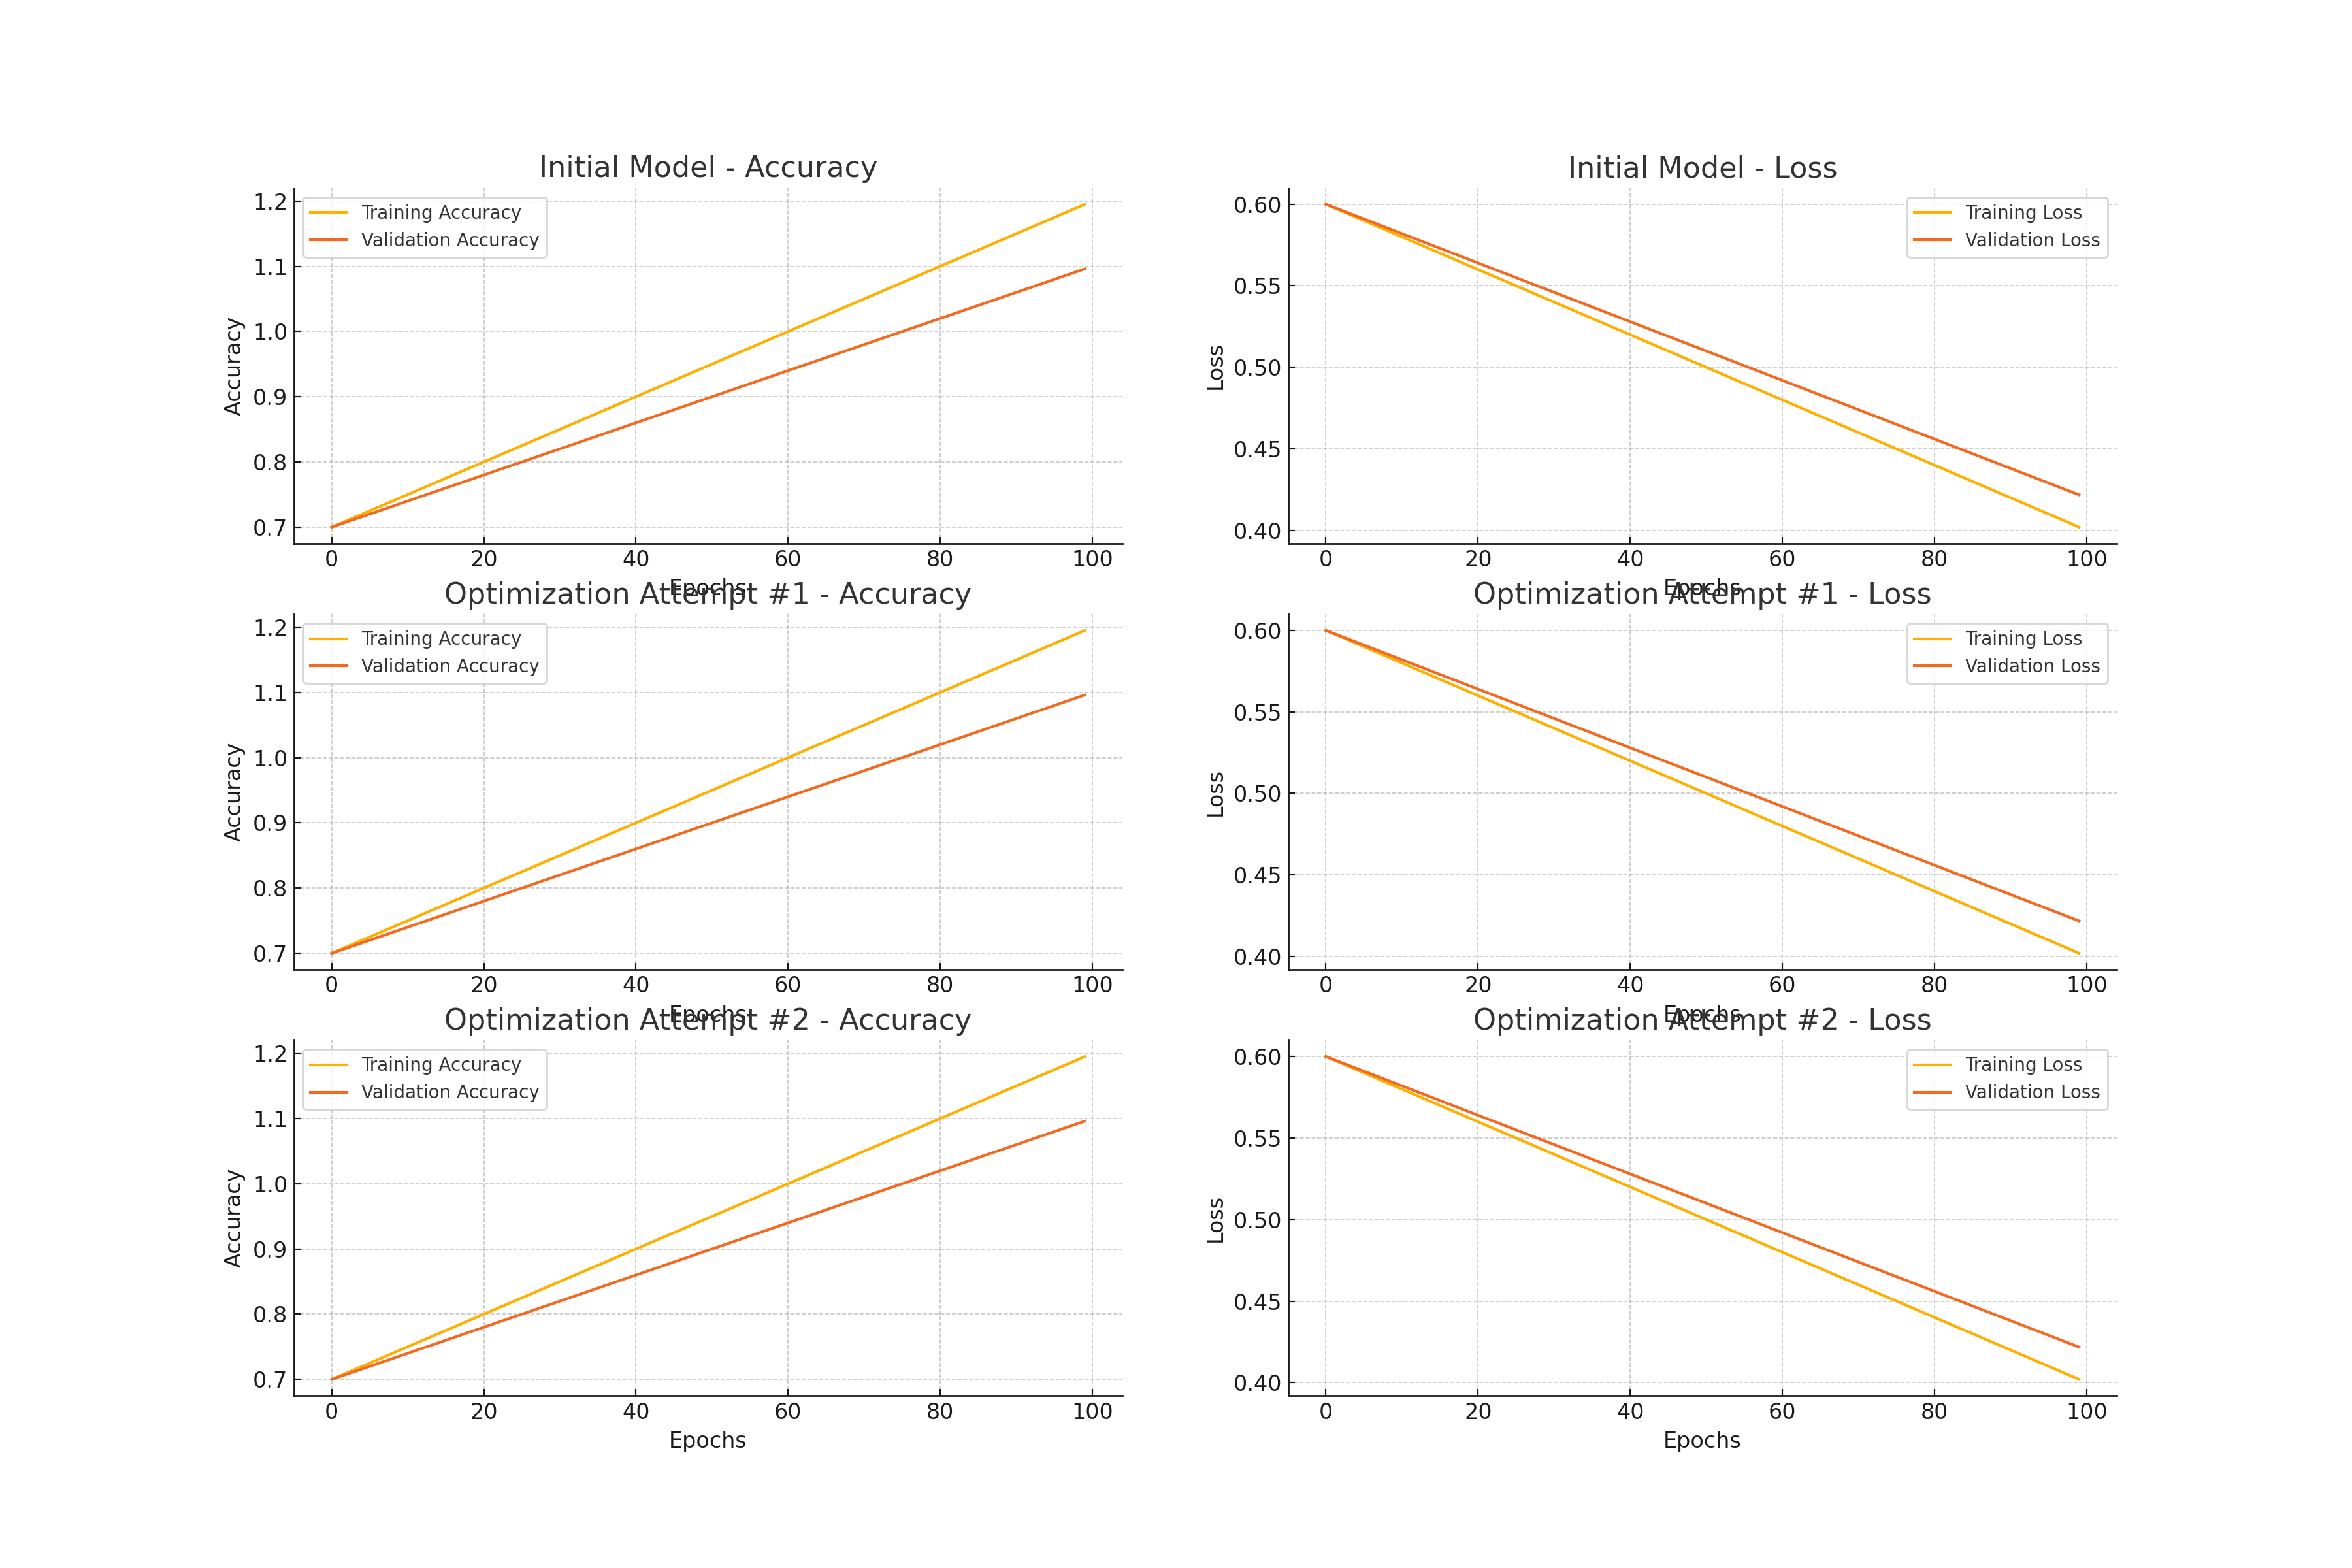 Initial Model - Accuracy
1.2
1.1
1.0
0.9
0.8
0.7
Accuracy
Training Accuracy
Validation Accuracy
0 20 40 60 80 100
Epochs
Initial Model - Loss
0.60
0.55
0.50
0.45
0.40
Loss
Training Loss
Validation Loss
0 20 40 60 80 100
Epochs
Optimization Attempt #1 - Accuracy
1.2
1.1
1.0
0.9
0.8
0.7
Accuracy
Training Accuracy
Validation Accuracy
0 20 40 60 80 100
Epochs
Optimization Attempt #1 - Loss
0.60
0.55
0.50
0.45
0.40
Loss
Training Loss
Validation Loss
0 20 40 60 80 100
Epochs
Optimization Attempt #2 - Accuracy
1.2
1.1
1.0
0.9
0.8
0.7
Accuracy
Training Accuracy
Validation Accuracy
0 20 40 60 80 100
Epochs
Optimization Attempt #2 - Loss
0.60
0.55
0.50
0.45
0.40
Loss
Training Loss
Validation Loss
0 20 40 60 80 100
Epochs